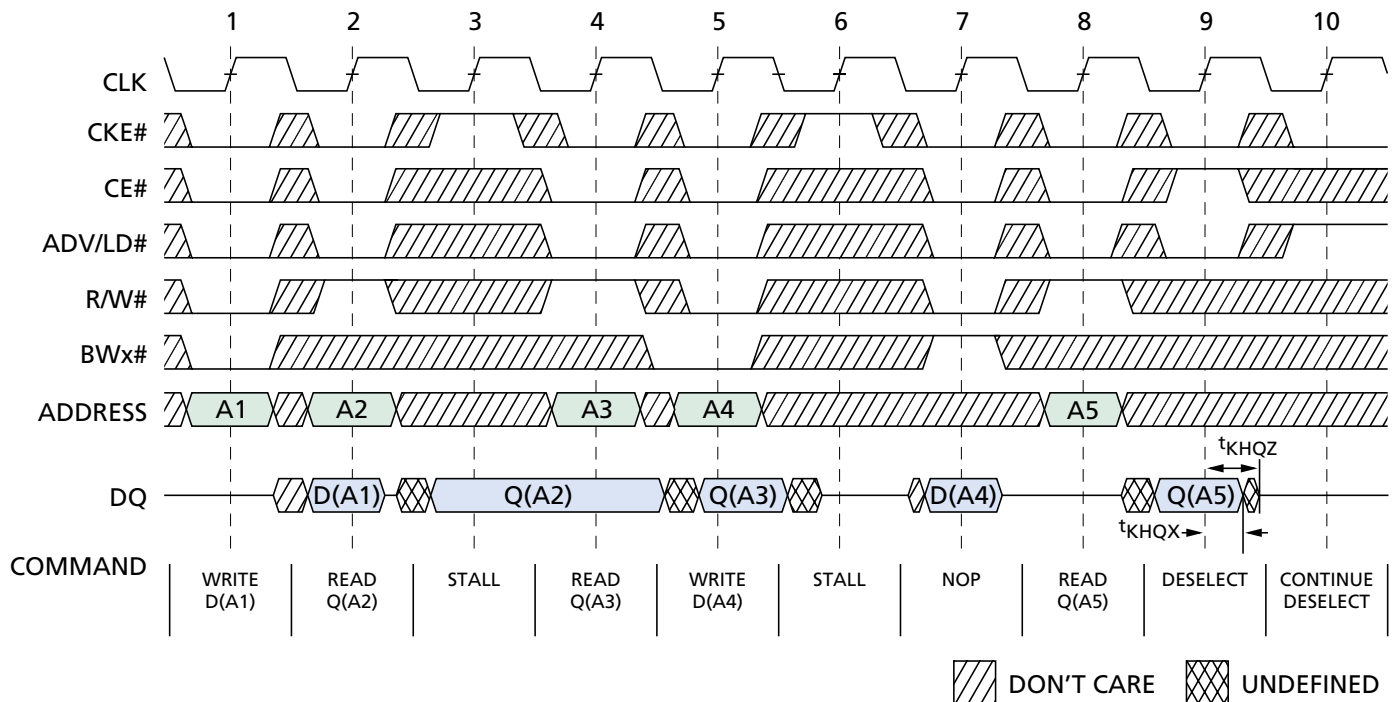 1 2 3 4 5 6 7 8 9 10
CLK
CKE#
CE#
ADV/LD#
R/W#
BWx#
ADDRESS A1 A2 A3 A4 A5
tKHQZ
DQ D(A1) Q(A2) Q(A3) D(A4) Q(A5)
tKHQX
COMMAND
WRITE READ STALL READ WRITE STALL NOP READ DESELECT CONTINUE
D(A1) Q(A2) Q(A3) D(A4) Q(A5) DESELECT
DON'T CARE UNDEFINED